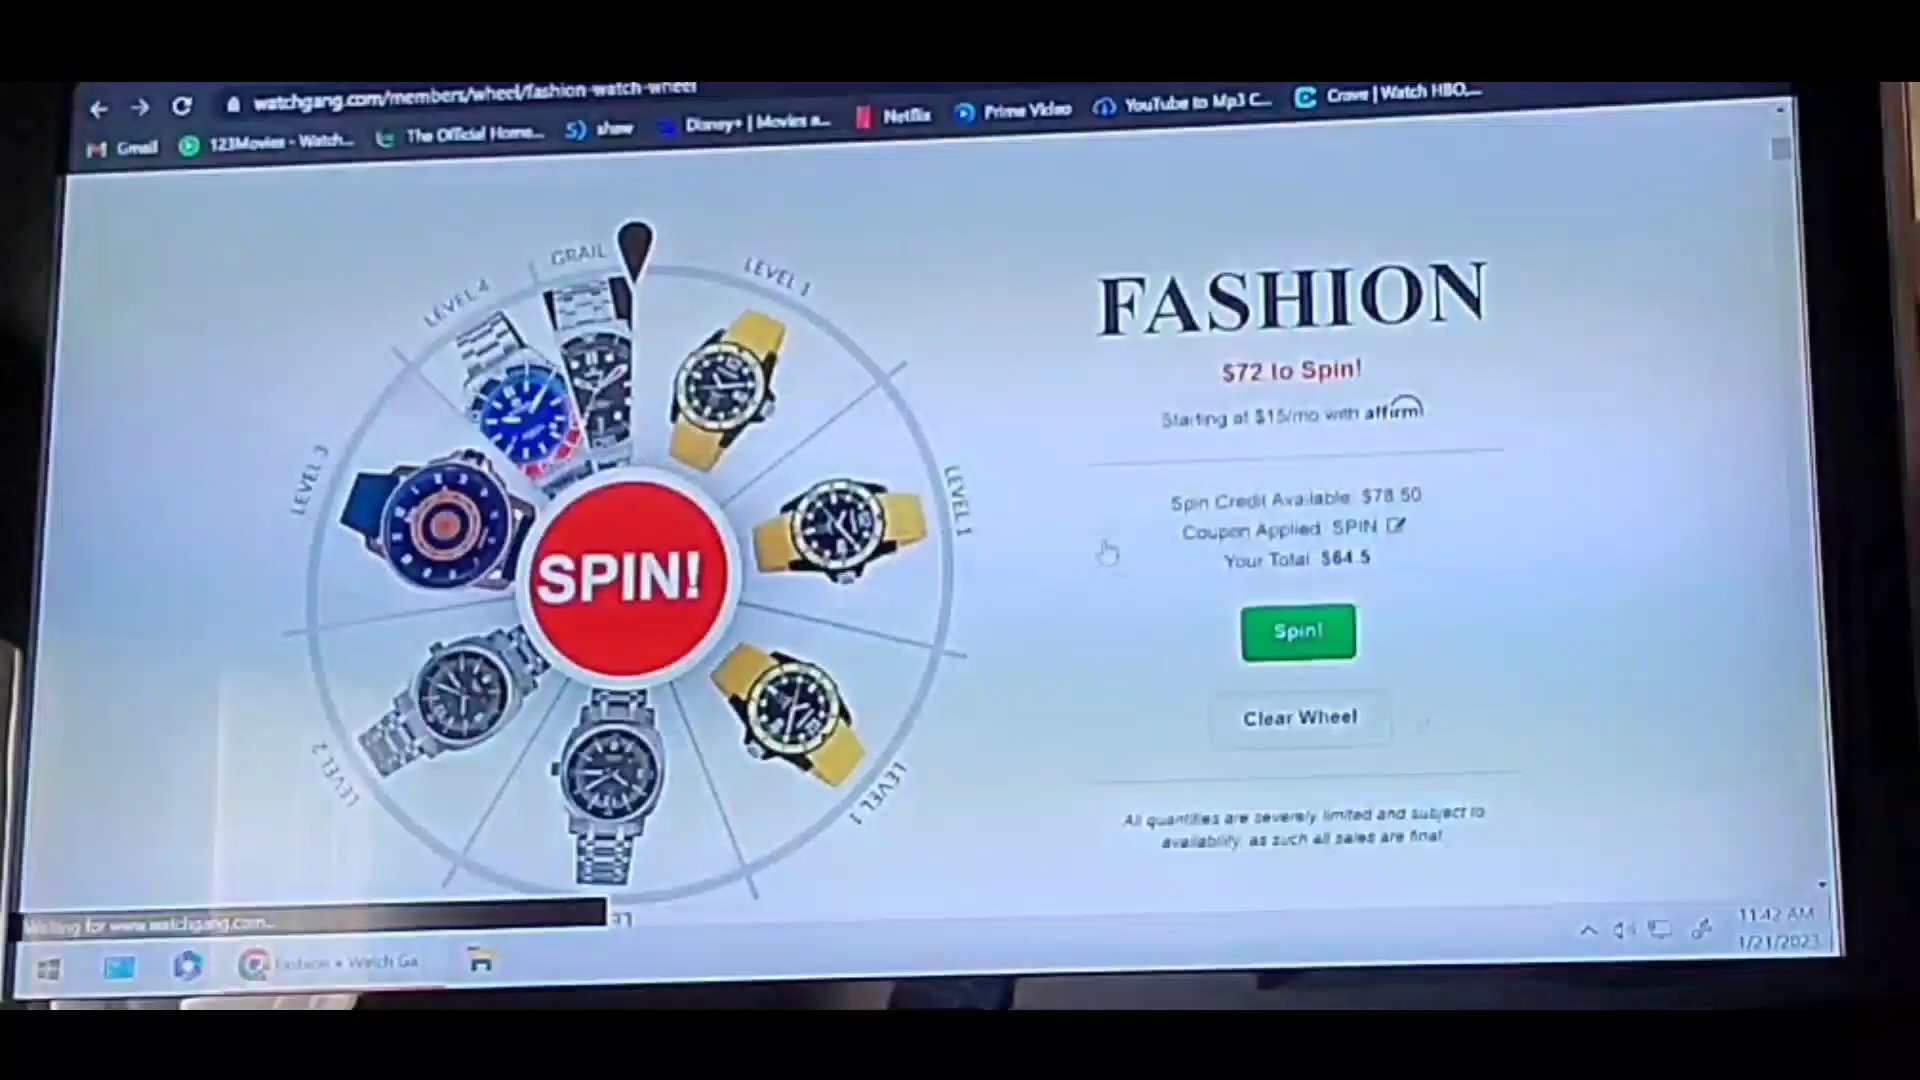 watchgang.com/members/wheel/fashion-watch-wheel
Gmail
123Movies - Watch...
The Official Home...
show
Disney+ | Movies a...
Netflix
Prime Video
YouTube to Mp3 C...
Crave | Watch HBO,...
GRAIL
LEVEL 1
LEVEL 4
LEVEL 3
LEVEL 1
SPIN!
LEVEL 2
LEVEL 1
FASHION
$72 to Spin!
Starting at $15/mo with affirm
Spin Credit Available: $78.50
Coupon Applied: SPIN
Your Total: $64.5
Spin!
Clear Wheel
All quantities are severely limited and subject to
availability, as such all sales are final.
Waiting for www.watchgang.com...
Fashion • Watch Ga
11:42 AM
1/21/2023